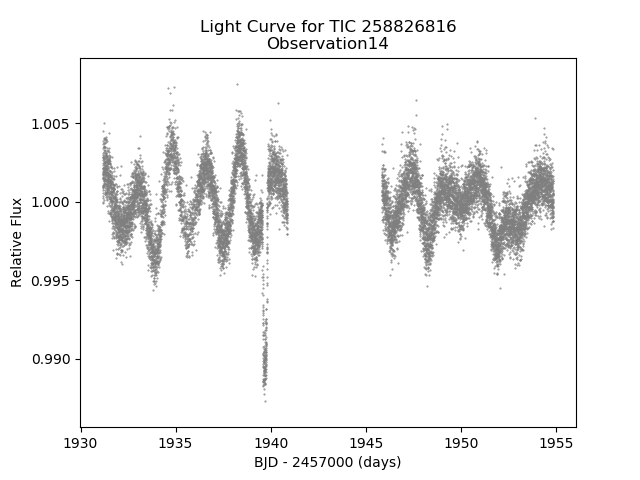 Light Curve for TIC 258826816
Observation14
1.005
1.000
0.995
0.990
Relative Flux
1930 1935 1940 1945 1950 1955
BJD - 2457000 (days)